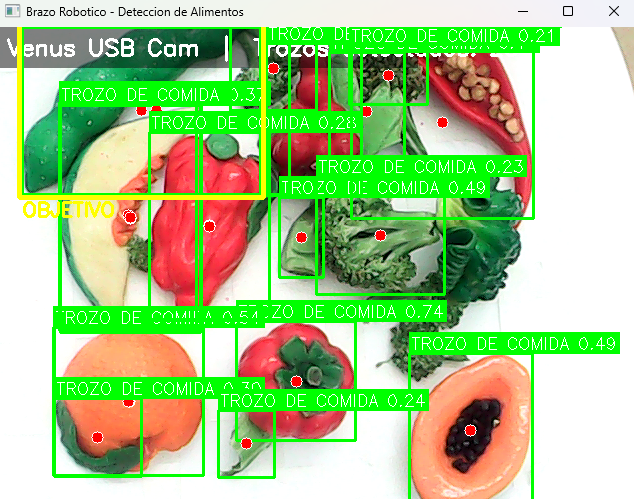 Brazo Robotico - Deteccion de Alimentos
Venus USB Cam | Trozos
TROZO DE COMIDA 0.21
TROZO DE COMIDA 0.37
TROZO DE COMIDA 0.28
TROZO DE COMIDA 0.23
TROZO DE COMIDA 0.49
OBJETIVO
TROZO DE COMIDA 0.74
TROZO DE COMIDA 0.54
TROZO DE COMIDA 0.49
TROZO DE COMIDA 0.39
TROZO DE COMIDA 0.24